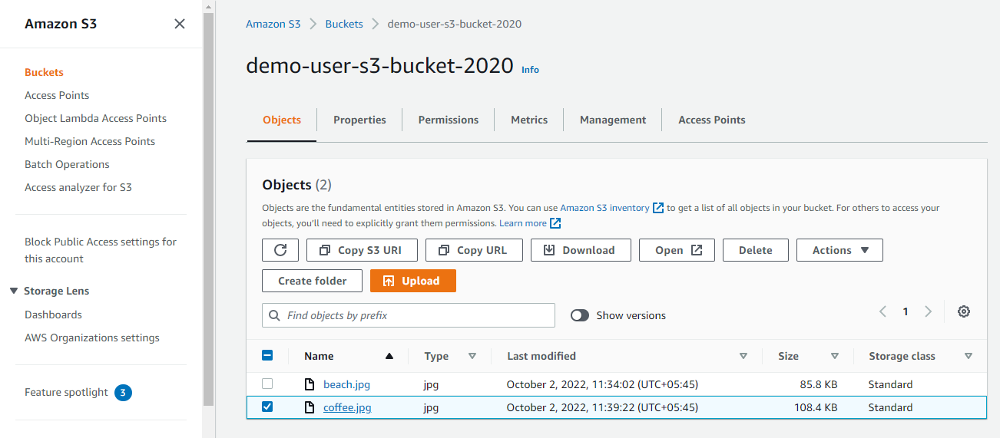 Amazon S3
Buckets
Access Points
Object Lambda Access Points
Multi-Region Access Points
Batch Operations
Access analyzer for S3
Block Public Access settings for
this account
Storage Lens
Dashboards
AWS Organizations settings
Feature spotlight 3
Amazon S3 Buckets demo-user-s3-bucket-2020
demo-user-s3-bucket-2020 Info
Objects Properties Permissions Metrics Management Access Points
Objects (2)
Objects are the fundamental entities stored in Amazon S3. You can use Amazon S3 inventory to get a list of all objects in your bucket. For others to access your
objects, you'll need to explicitly grant them permissions. Learn more
Copy S3 URI Copy URL Download Open Delete Actions
Create folder Upload
Find objects by prefix Show versions 1
Name Type Last modified Size Storage class
beach.jpg jpg October 2, 2022, 11:34:02 (UTC+05:45) 85.8 KB Standard
coffee.jpg jpg October 2, 2022, 11:39:22 (UTC+05:45) 108.4 KB Standard